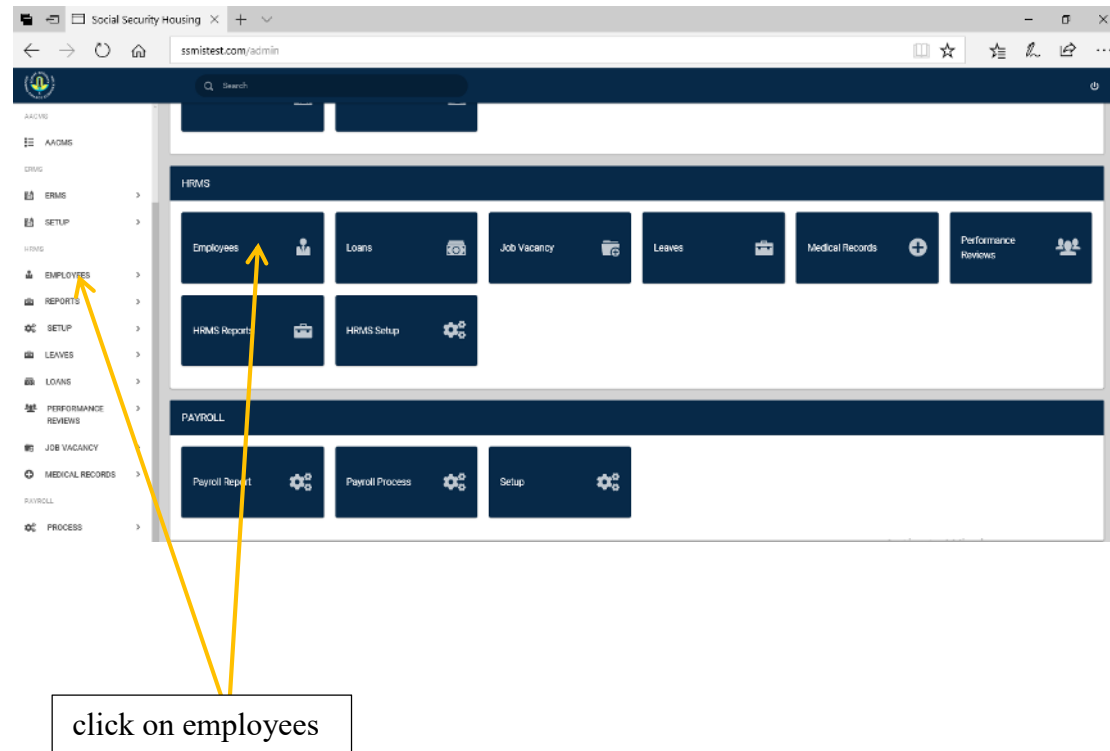 Social Security Housing
ssmistest.com/admin
Search
AACMS
AACMS
ERMS
ERMS
SETUP
HRMS
EMPLOYEES
REPORTS
SETUP
LEAVES
LOANS
PERFORMANCE
REVIEWS
JOB VACANCY
MEDICAL RECORDS
PAYROLL
PROCESS
HRMS
Employees
Loans
Job Vacancy
Leaves
Medical Records
Performance
Reviews
HRMS Reports
HRMS Setup
PAYROLL
Payroll Report
Payroll Process
Setup
click on employees